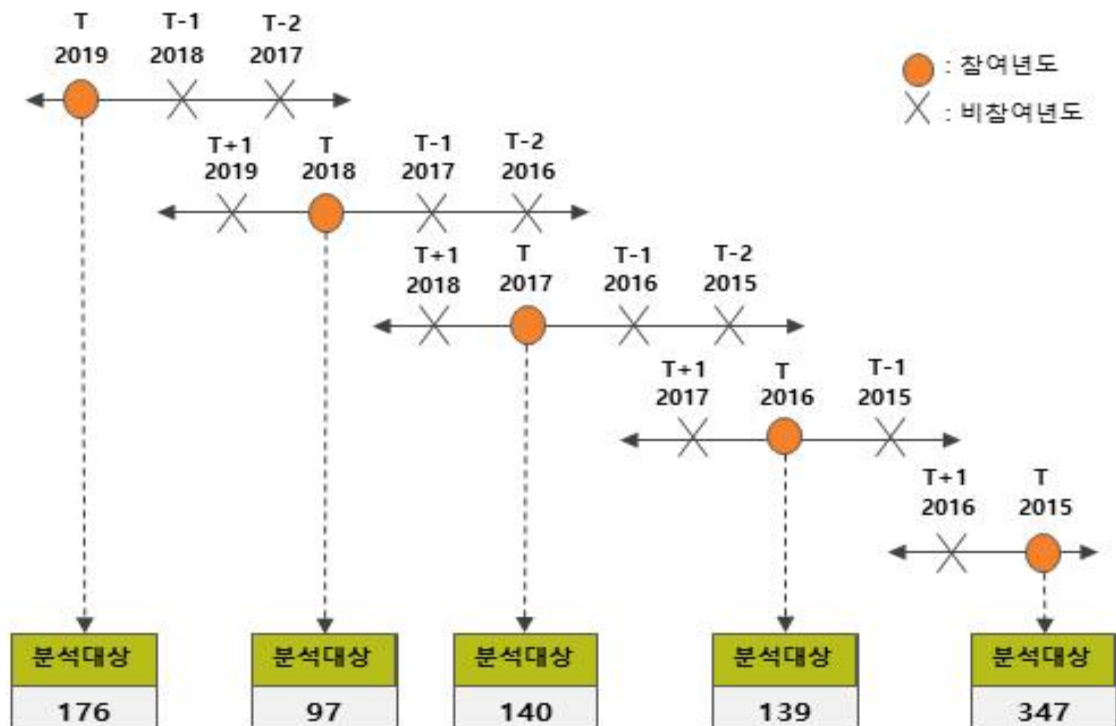 T T-1 T-2
2019 2018 2017
: 참여년도
: 비참여년도
T+1 T T-1 T-2
2019 2018 2017 2016
T+1 T T-1 T-2
2018 2017 2016 2015
T+1 T T-1
2017 2016 2015
T+1 T
2016 2015
분석대상 분석대상 분석대상 분석대상 분석대상
176 97 140 139 347